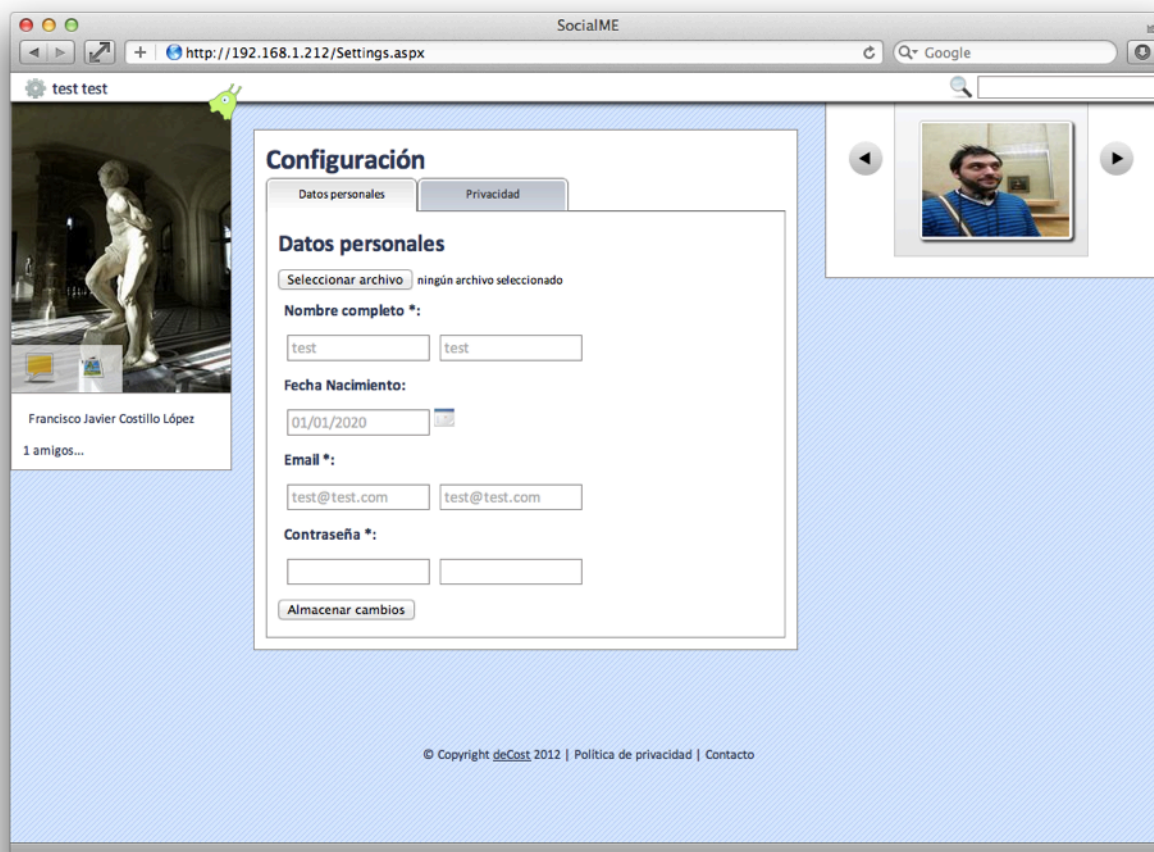 SocialME
http://192.168.1.212/Settings.aspx
Google
test test
Configuración
Datos personales
Privacidad
Datos personales
Seleccionar archivo ningún archivo seleccionado
Nombre completo *:
test test
Fecha Nacimiento:
01/01/2020
Email *:
test@test.com test@test.com
Contraseña *:
Almacenar cambios
Francisco Javier Costillo López
1 amigos...
© Copyright deCost 2012 | Política de privacidad | Contacto